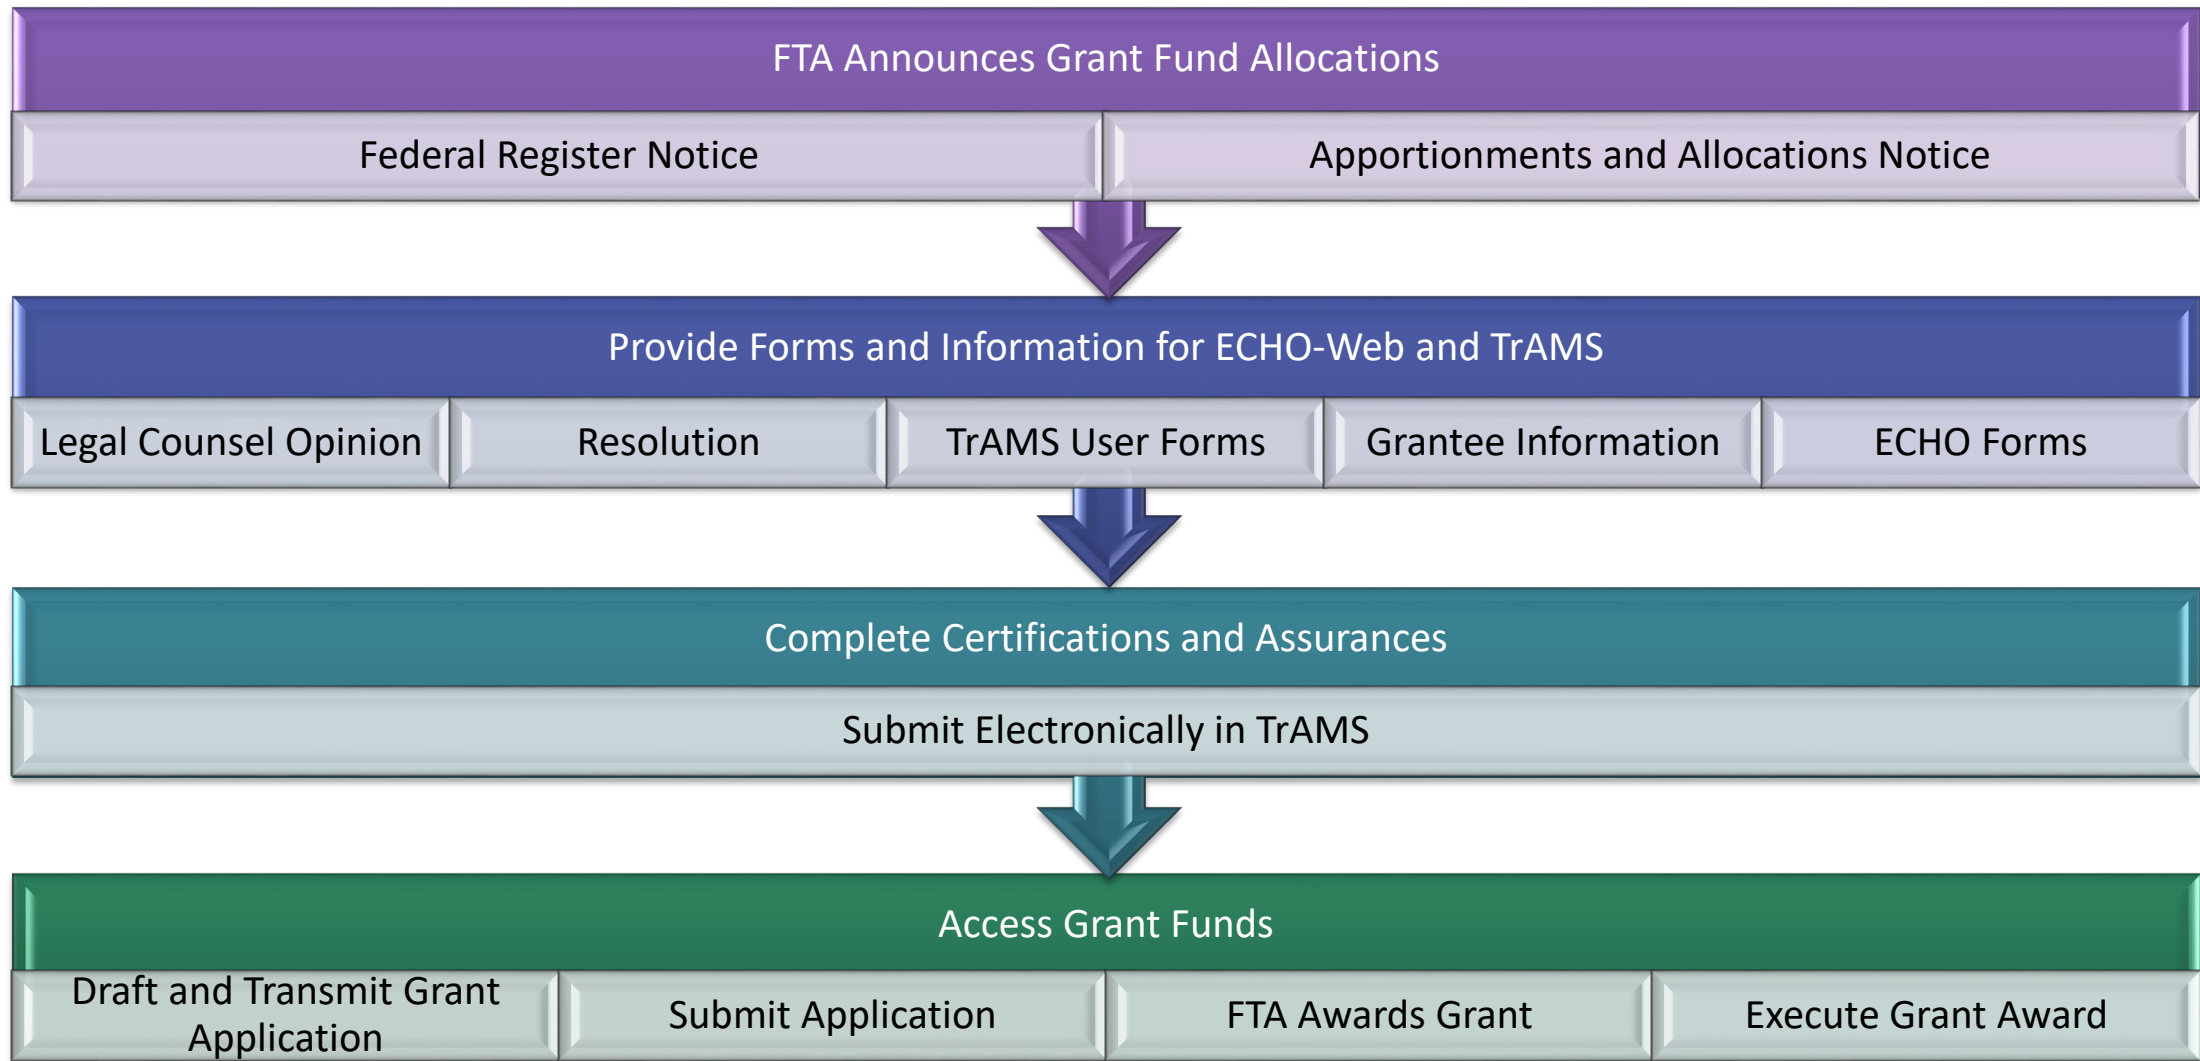 FTA Announces Grant Fund Allocations
Federal Register Notice
Apportionments and Allocations Notice
Provide Forms and Information for ECHO-Web and TrAMS
Legal Counsel Opinion
Resolution
TrAMS User Forms
Grantee Information
ECHO Forms
Complete Certifications and Assurances
Submit Electronically in TrAMS
Access Grant Funds
Draft and Transmit Grant
Application
Submit Application
FTA Awards Grant
Execute Grant Award